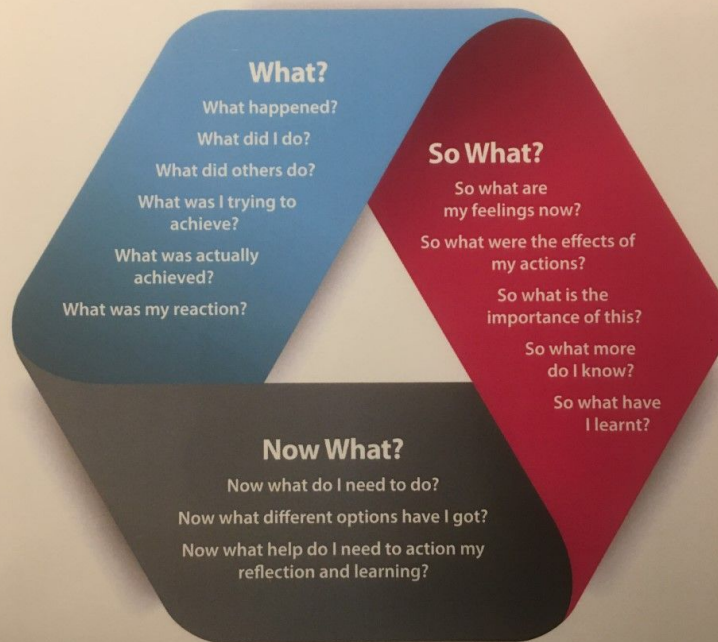 What?
What happened?
What did I do?
What did others do?
What was I trying to
achieve?
What was actually
achieved?
What was my reaction?
So What?
So what are
my feelings now?
So what were the effects of
my actions?
So what is the
importance of this?
So what more
do I know?
So what have
I learnt?
Now What?
Now what do I need to do?
Now what different options have I got?
Now what help do I need to action my
reflection and learning?